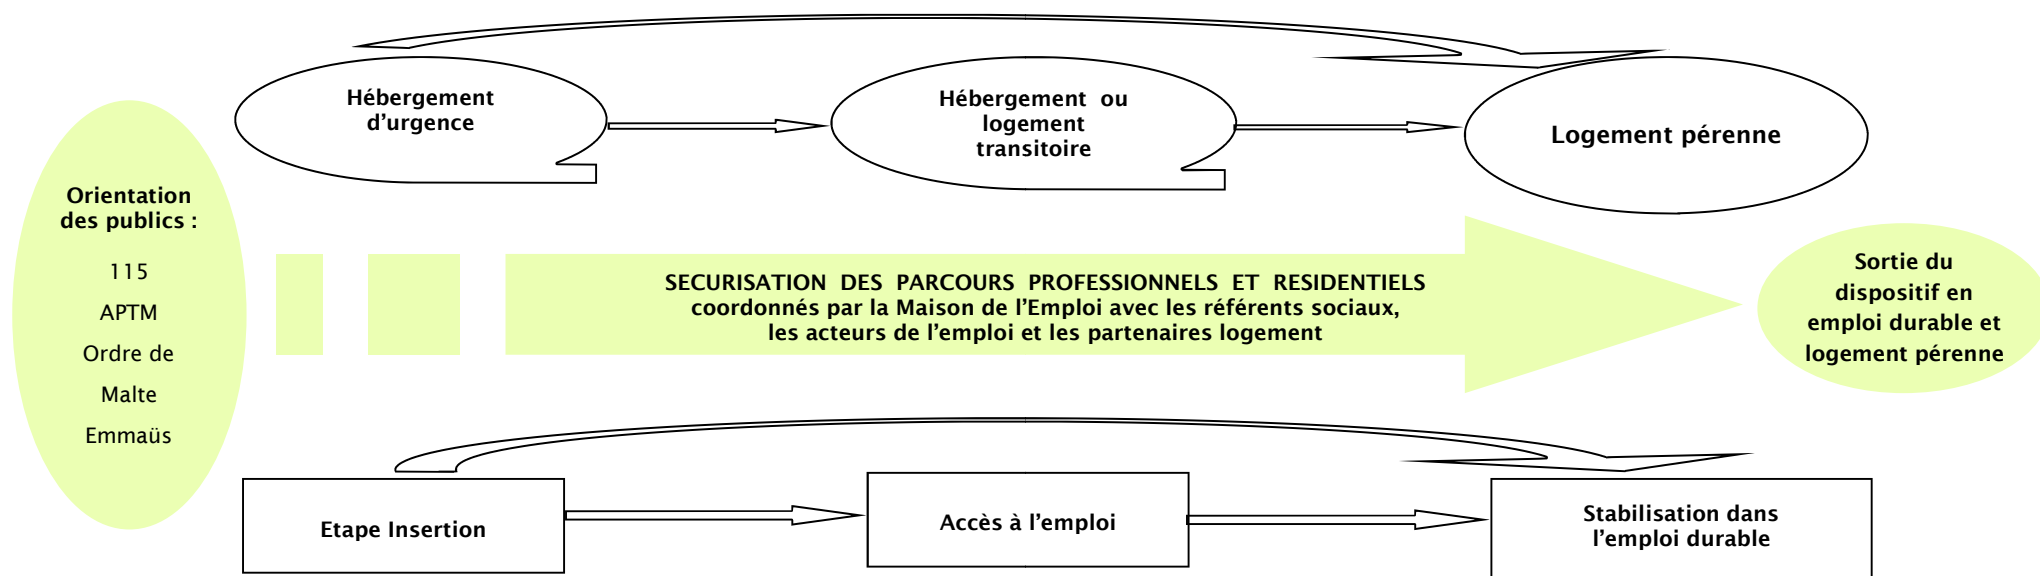 Hébergement
d'urgence
Hébergement ou
logement
transitoire
Logement pérenne
Orientation
des publics :
115
APTM
Ordre de
Malte
Emmaüs
SECURISATION DES PARCOURS PROFESSIONNELS ET RESIDENTIELS
coordonnés par la Maison de l'Emploi avec les référents sociaux,
les acteurs de l'emploi et les partenaires logement
Sortie du
dispositif en
emploi durable et
logement pérenne
Etape Insertion
Accès à l'emploi
Stabilisation dans
l'emploi durable